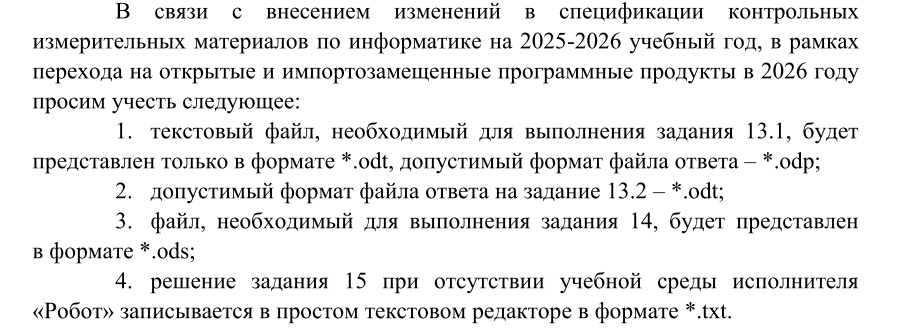 В связи с внесением изменений в спецификации контрольных
измерительных материалов по информатике на 2025-2026 учебный год, в рамках
перехода на открытые и импортозамещенные программные продукты в 2026 году
просим учесть следующее:
1. текстовый файл, необходимый для выполнения задания 13.1, будет
представлен только в формате *.odt, допустимый формат файла ответа – *.odp;
2. допустимый формат файла ответа на задание 13.2 – *.odt;
3. файл, необходимый для выполнения задания 14, будет представлен
в формате *.ods;
4. решение задания 15 при отсутствии учебной среды исполнителя
«Робот» записывается в простом текстовом редакторе в формате *.txt.